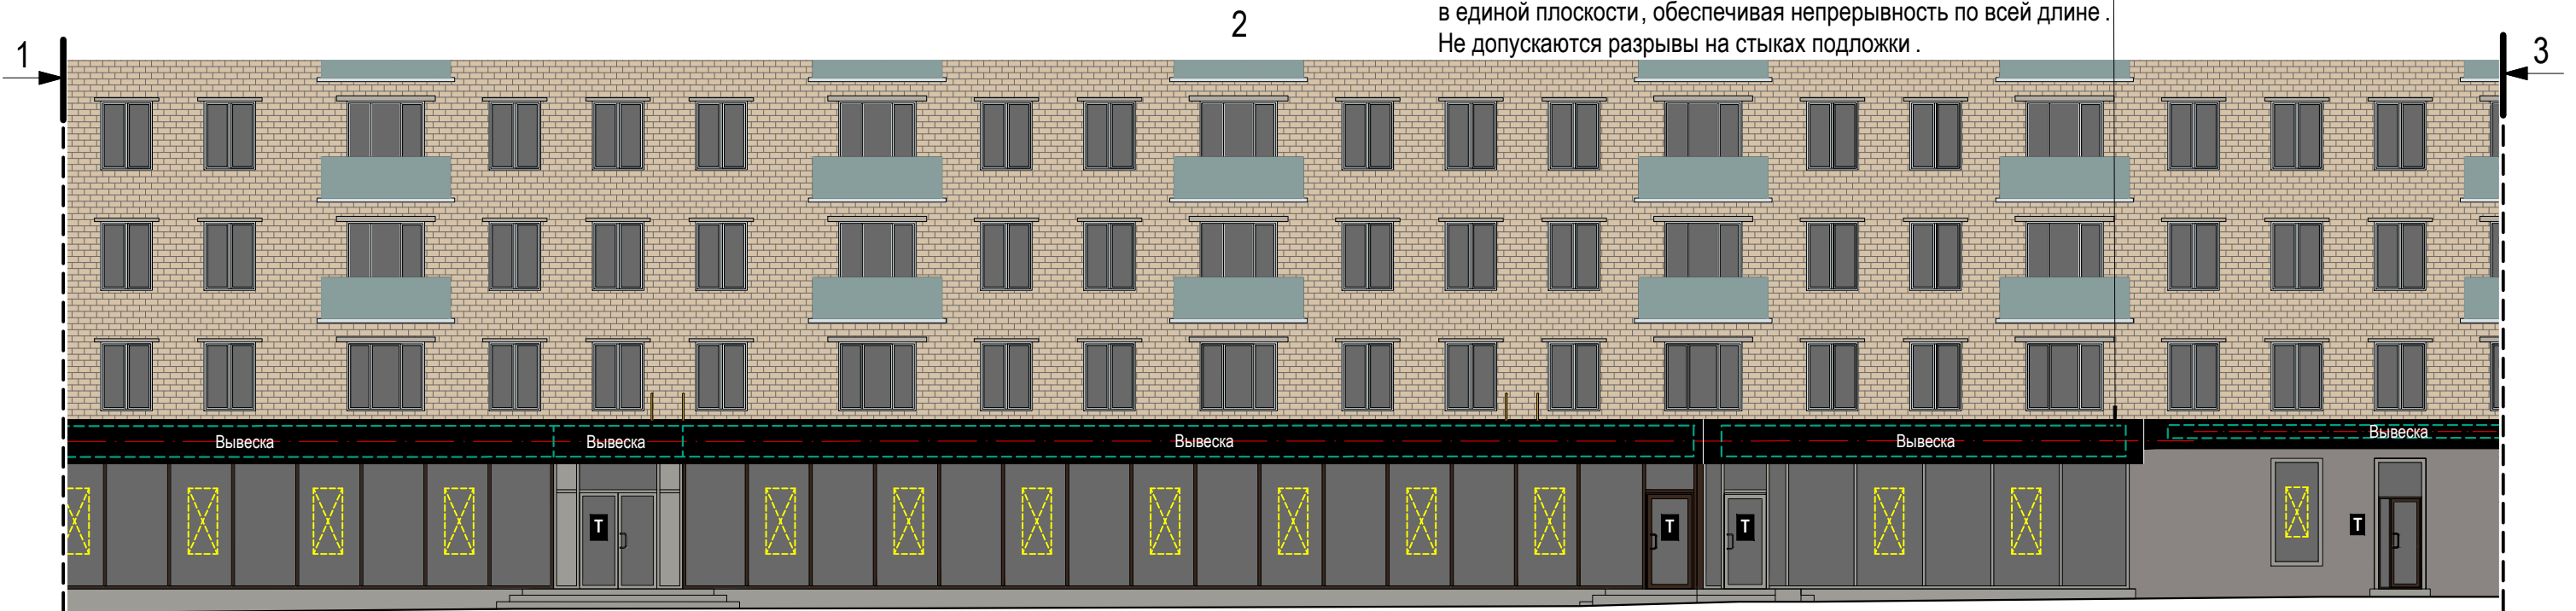 2
в единой плоскости, обеспечивая непрерывность по всей длине .
Не допускаются разрывы на стыках подложки .
1
3
Вывеска
Вывеска
Вывеска
Вывеска
Вывеска
Т
Т
Т
Т